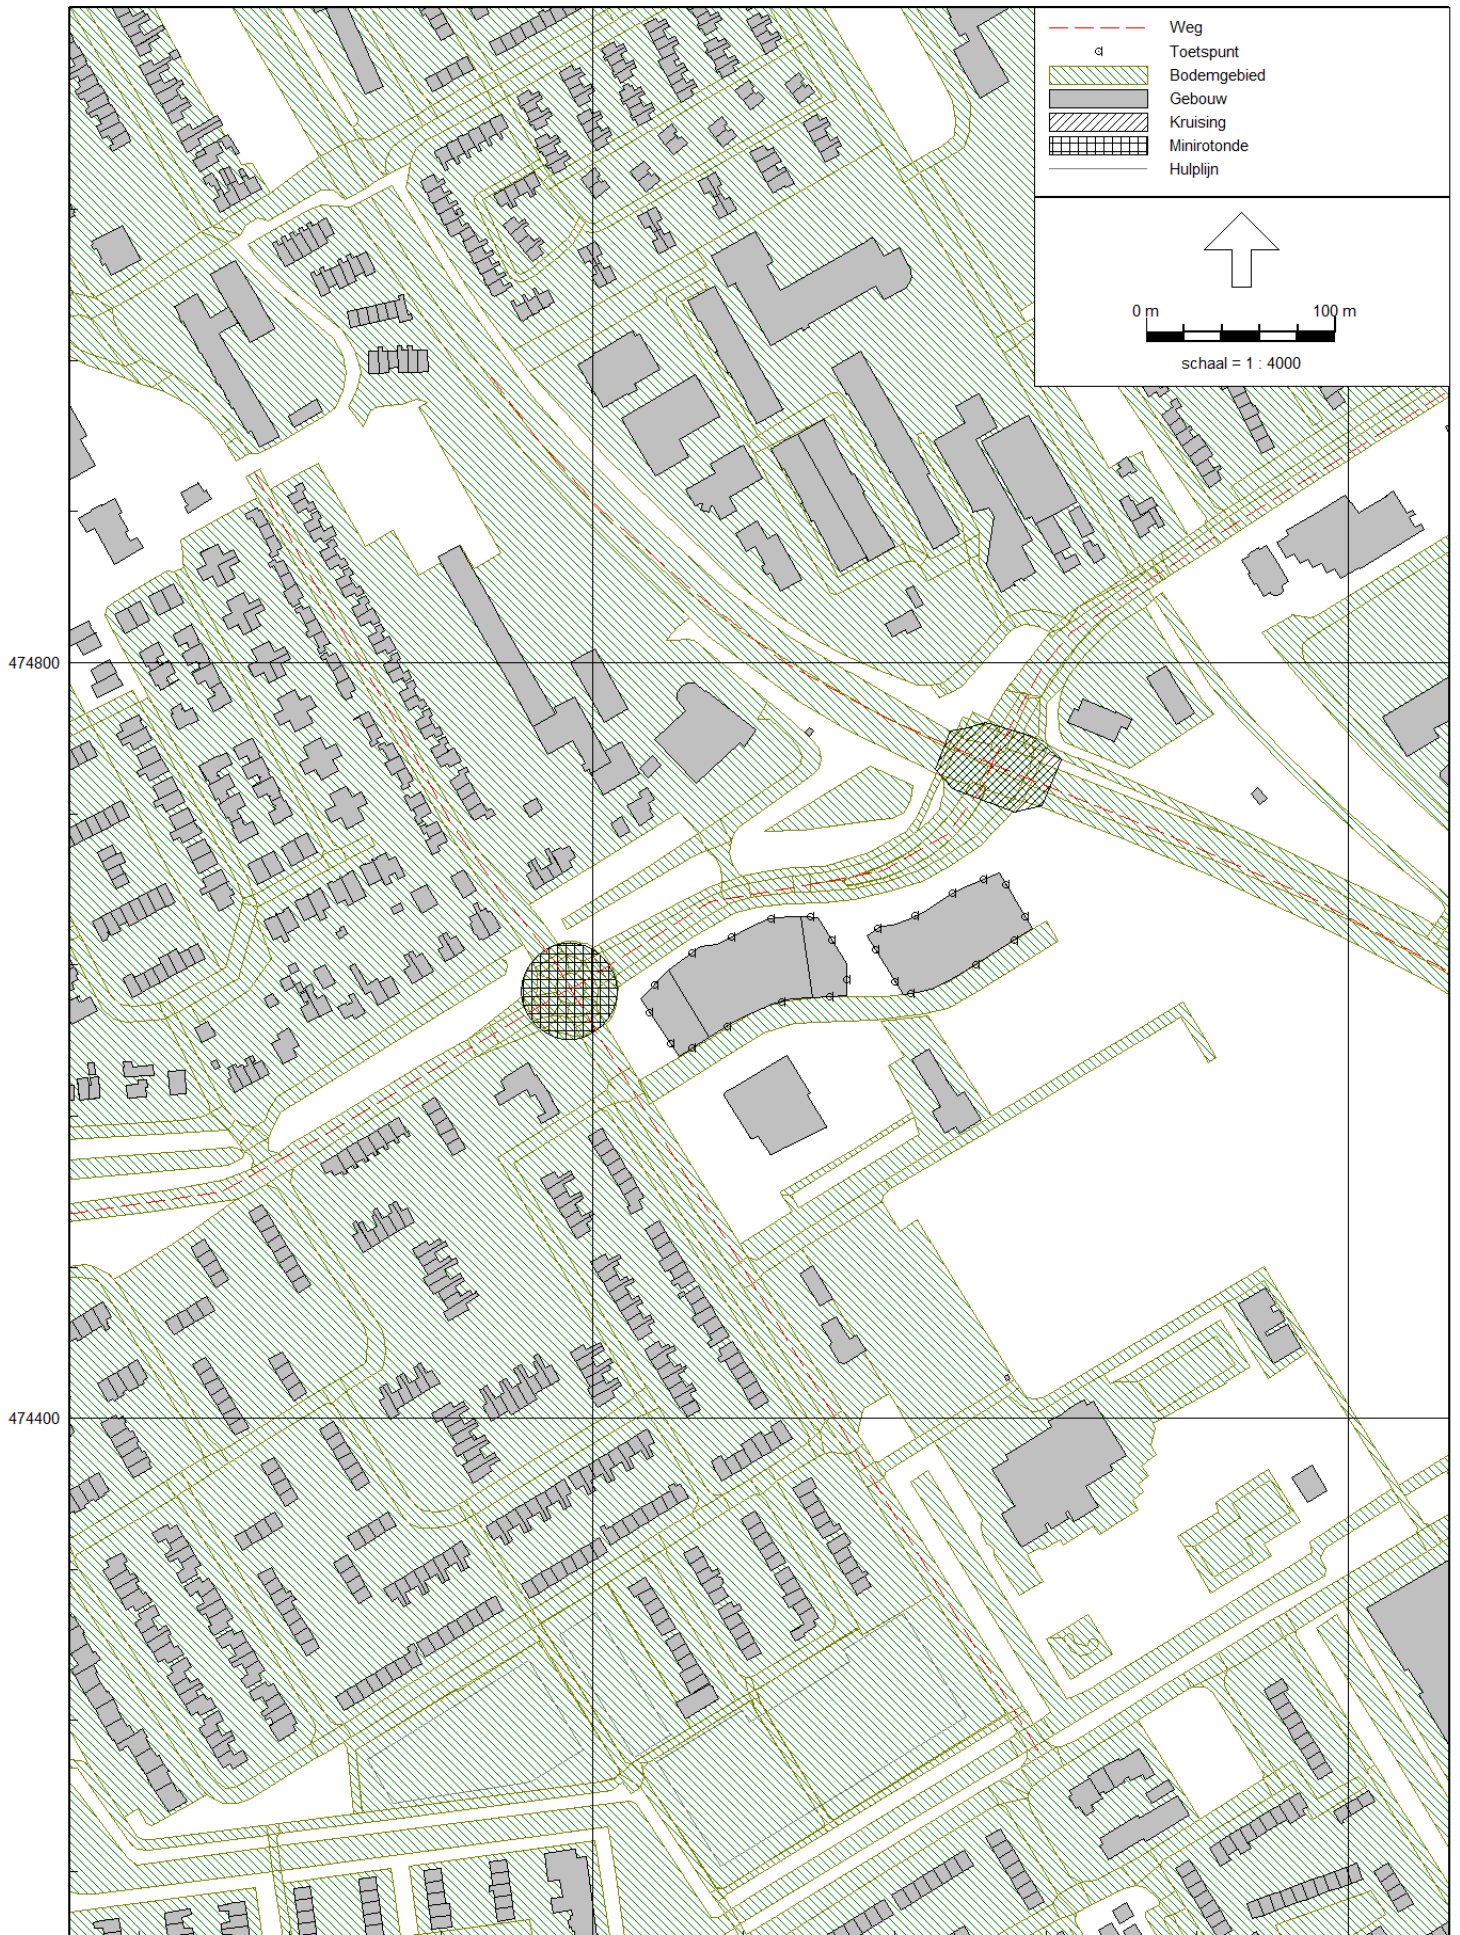 Weg
Toetspunt
Bodemgebied
Gebouw
Kruising
Minirotonde
Hulplijn
0 m 100 m
schaal = 1 : 4000
474800
474400